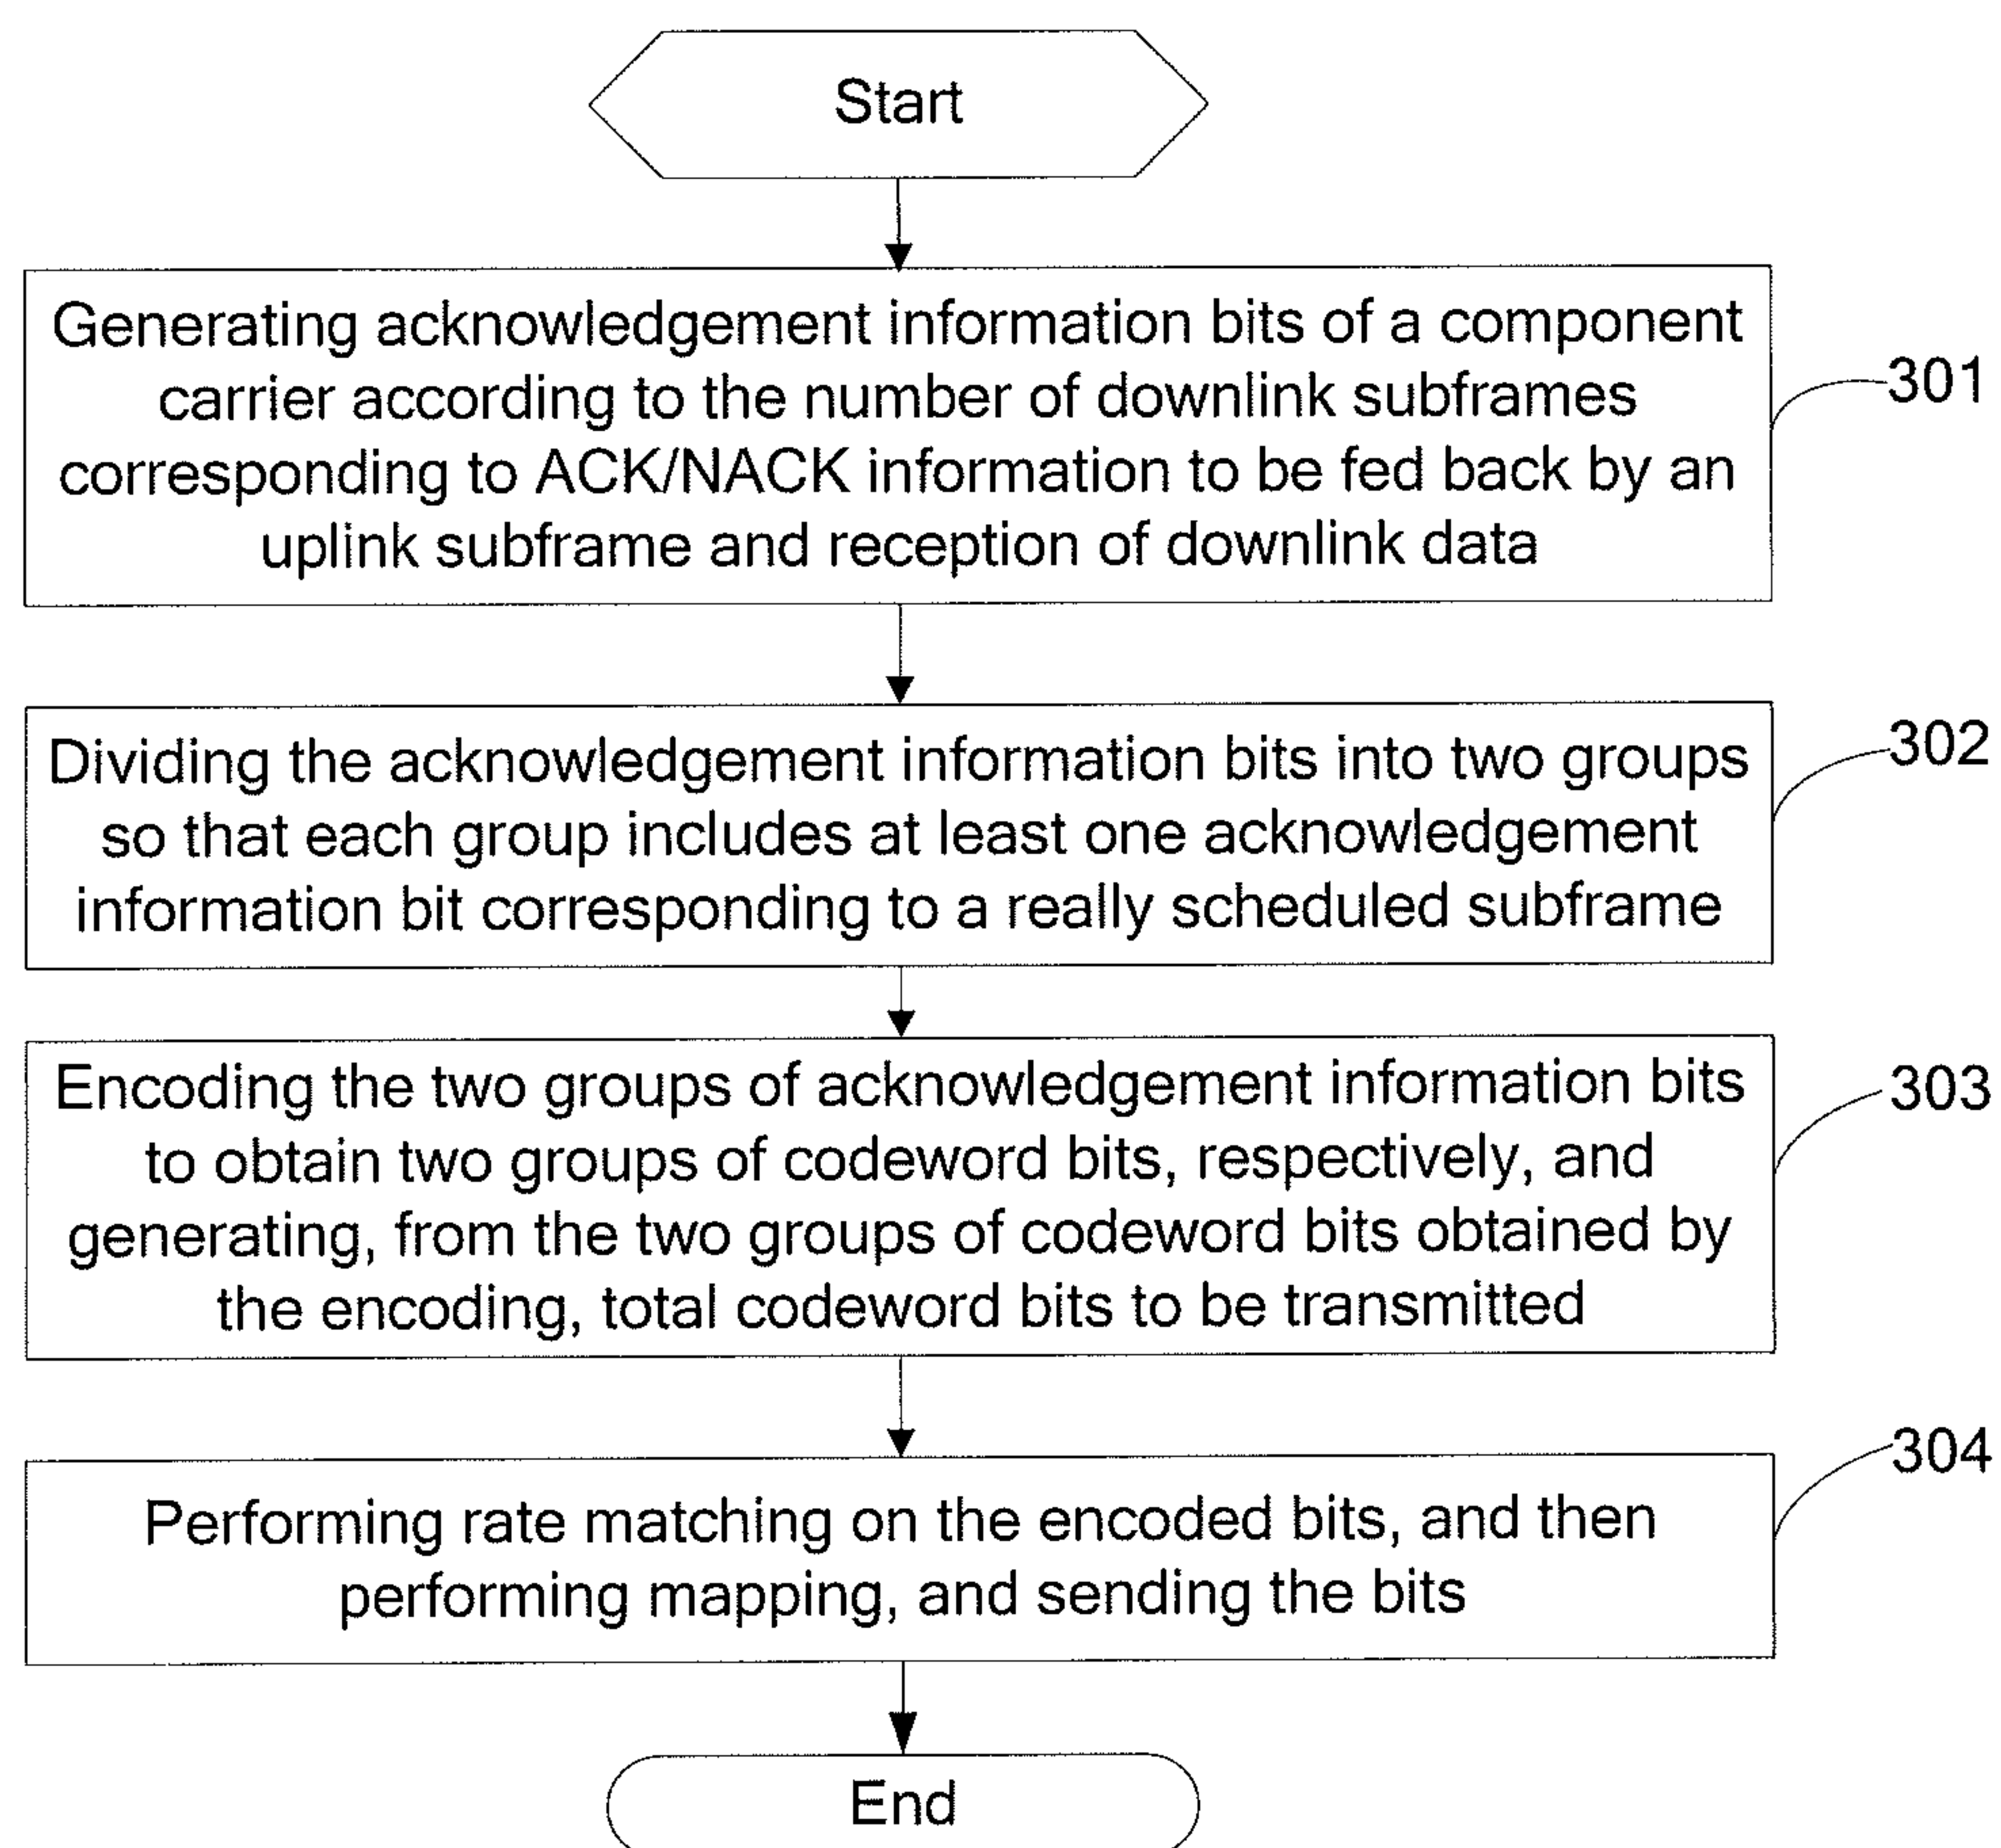 Start
Generating acknowledgement information bits of a component
carrier according to the number of downlink subframes
corresponding to ACK/NACK information to be fed back by an
uplink subframe and reception of downlink data
301
Dividing the acknowledgement information bits into two groups
so that each group includes at least one acknowledgement
information bit corresponding to a really scheduled subframe
302
Encoding the two groups of acknowledgement information bits
to obtain two groups of codeword bits, respectively, and
generating, from the two groups of codeword bits obtained by
the encoding, total codeword bits to be transmitted
303
Performing rate matching on the encoded bits, and then
performing mapping, and sending the bits
304
End